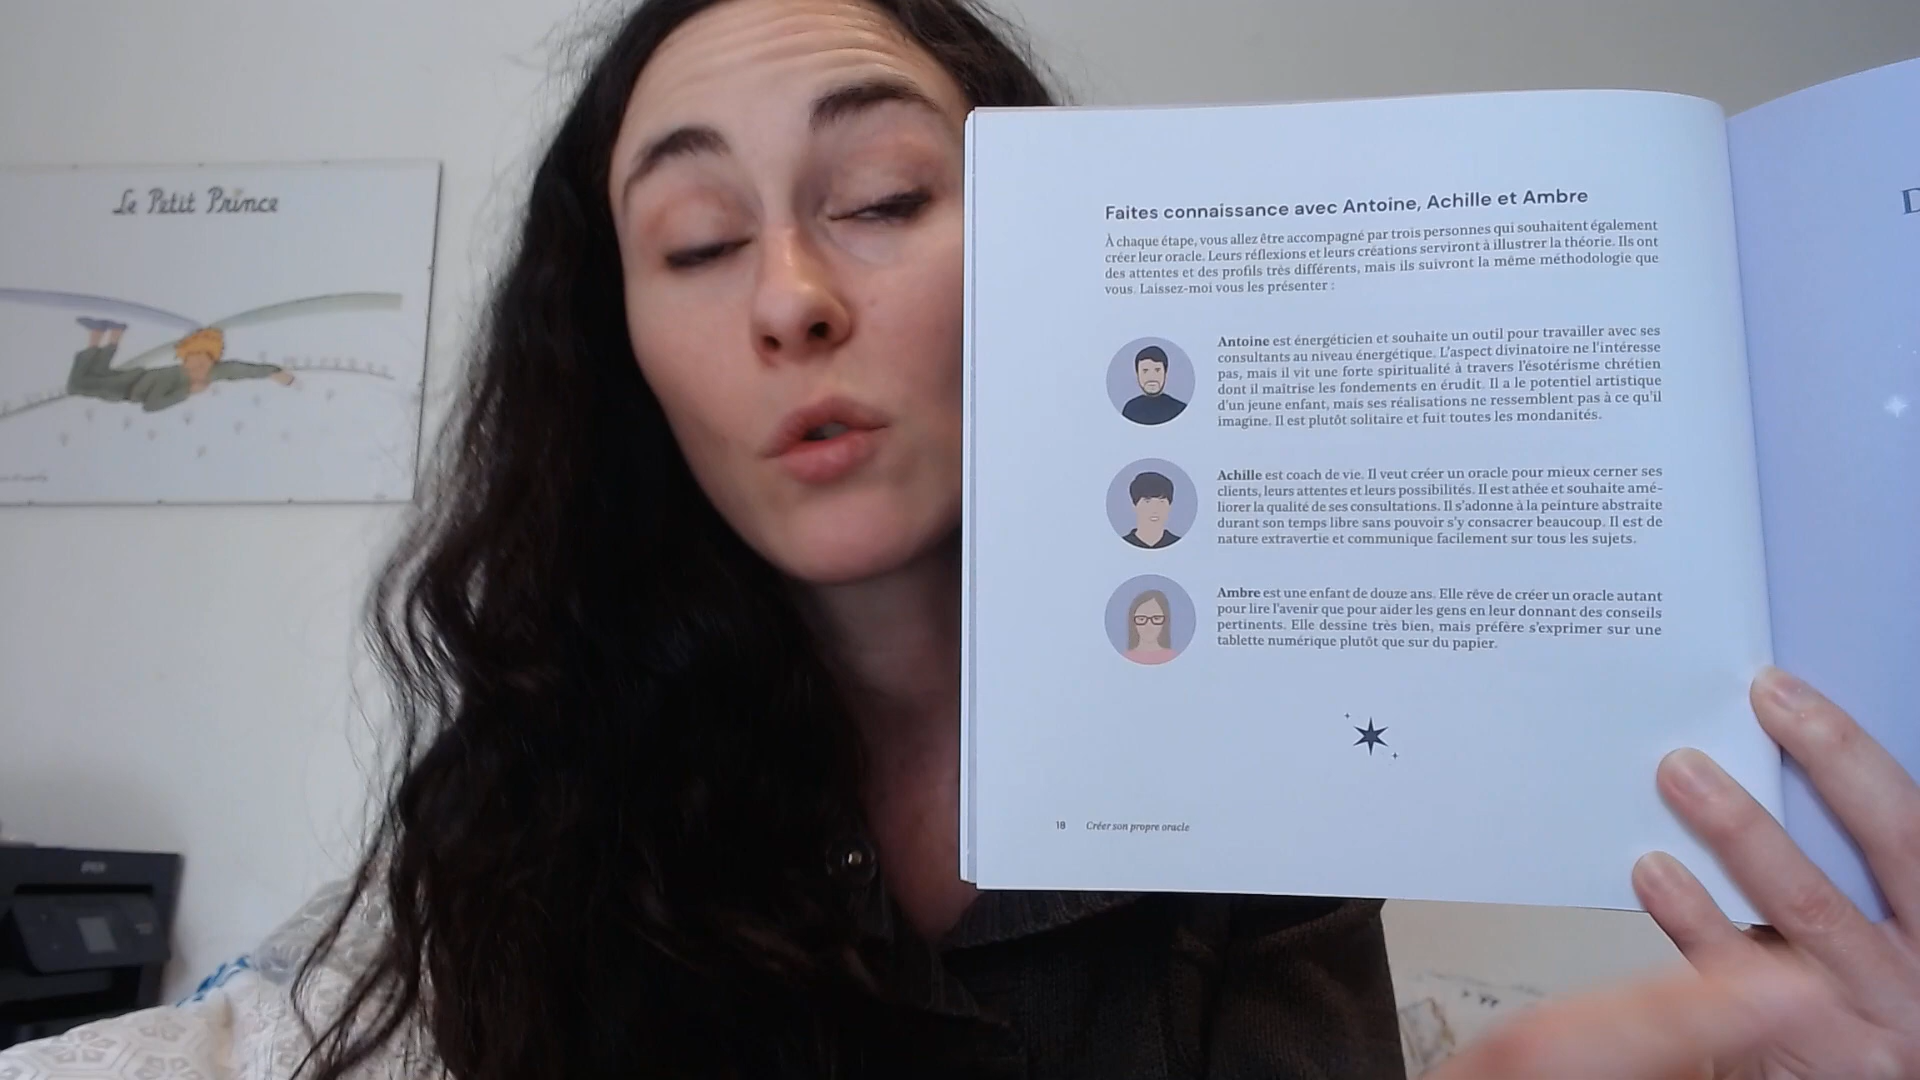 Le Petit Prince
Faites connaissance avec Antoine, Achille et Ambre
À chaque étape, vous allez être accompagné par trois personnes qui souhaitent également
créer leur oracle. Leurs réflexions et leurs créations serviront à illustrer la théorie. Ils ont
des attentes et des profils très différents, mais ils suivront la même méthodologie que
vous. Laissez-moi vous les présenter :
Antoine est énergéticien et souhaite un outil pour travailler avec ses
consultants au niveau énergétique. L'aspect divinatoire ne l'intéresse
pas, mais il vit une forte spiritualité à travers l'ésotérisme chrétien
dont il maîtrise les fondements en érudit. Il a le potentiel artistique
d'un jeune enfant, mais ses réalisations ne ressemblent pas à ce qu'il
imagine. Il est plutôt solitaire et fuit toutes les mondanités.
Achille est coach de vie. Il veut créer un oracle pour mieux cerner ses
clients, leurs attentes et leurs possibilités. Il est athée et souhaite amé-
liorer la qualité de ses consultations. Il s'adonne à la peinture abstraite
durant son temps libre sans pouvoir s'y consacrer beaucoup. Il est de
nature extravertie et communique facilement sur tous les sujets.
Ambre est une enfant de douze ans. Elle rêve de créer un oracle autant
pour lire l'avenir que pour aider les gens en leur donnant des conseils
pertinents. Elle dessine très bien, mais préfère s'exprimer sur une
tablette numérique plutôt que sur du papier.
18 Créer son propre oracle
D
EPSON